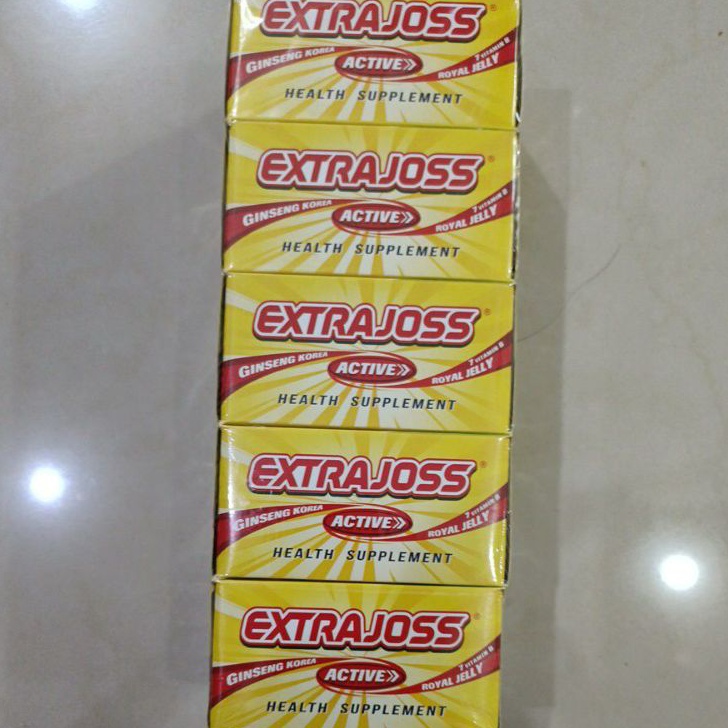 EXTRAJOSS®
GINSENG KOREA ACTIVE» 7 VITAMIN B
ROYAL JELLY
HEALTH SUPPLEMENT
EXTRAJOSS®
GINSENG KOREA ACTIVE» 7 VITAMIN B
ROYAL JELLY
HEALTH SUPPLEMENT
EXTRAJOSS®
GINSENG KOREA ACTIVE» 7 VITAMIN B
ROYAL JELLY
HEALTH SUPPLEMENT
EXTRAJOSS®
GINSENG KOREA ACTIVE» 7 VITAMIN B
ROYAL JELLY
HEALTH SUPPLEMENT
EXTRAJOSS®
GINSENG KOREA ACTIVE» 7 VITAMIN B
ROYAL JELLY
HEALTH SUPPLEMENT